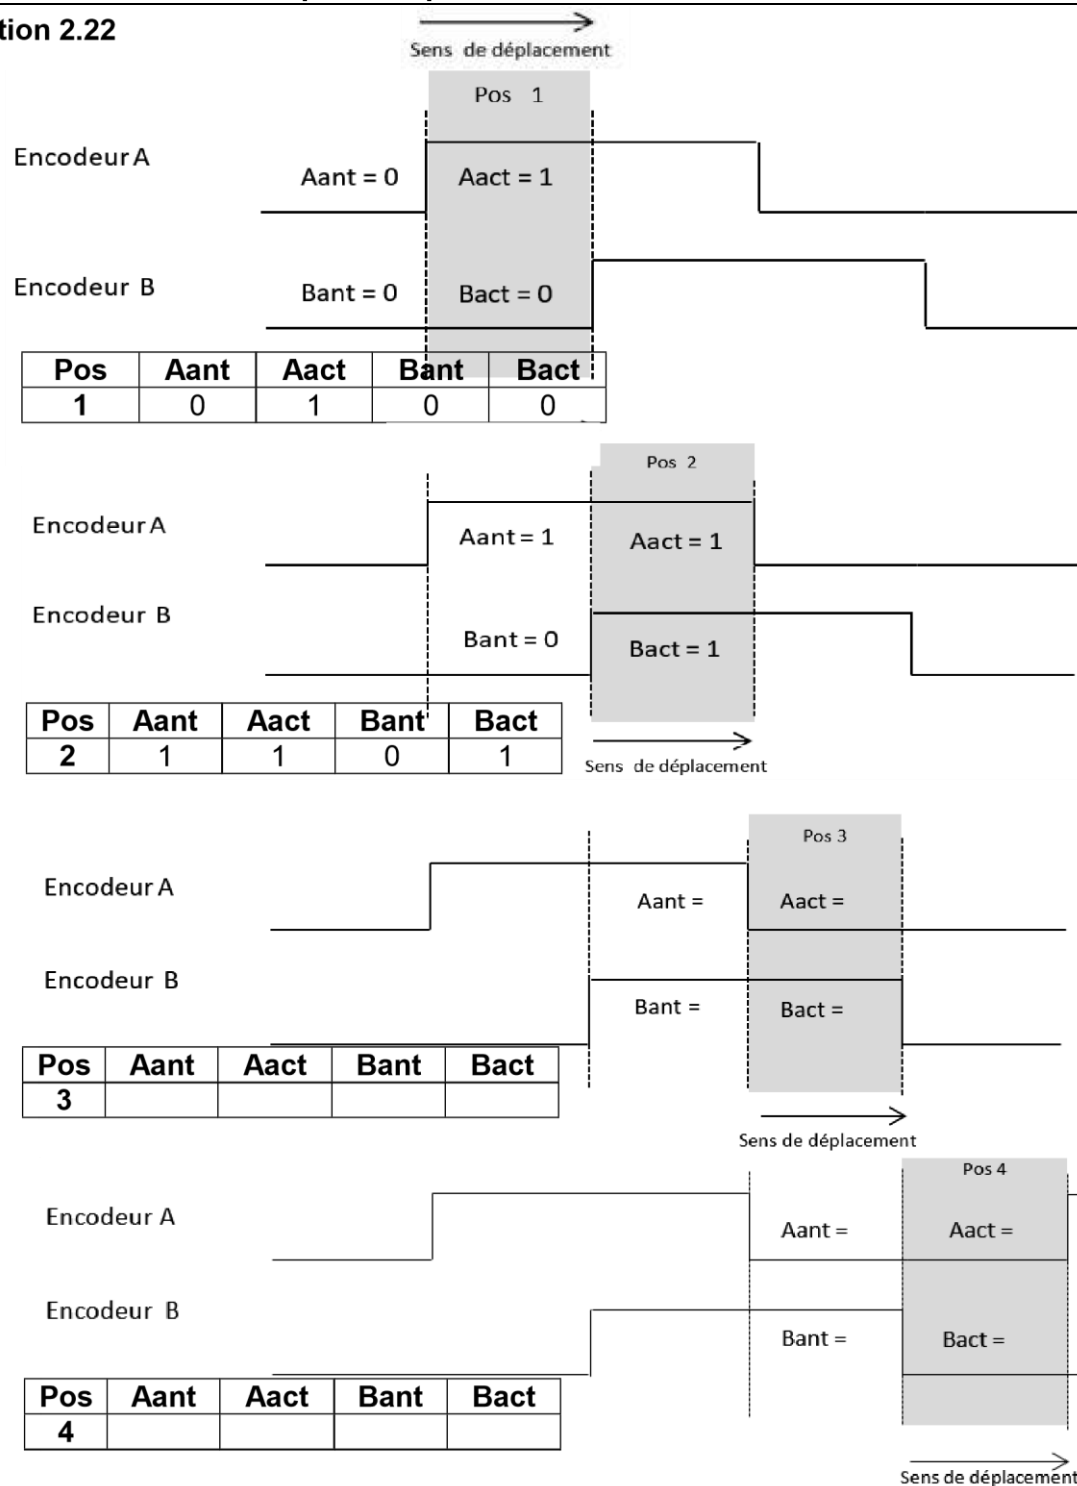 tion 2.22
Sens de déplacement
Pos 1
Encodeur A
Aant = 0 Aact = 1
Encodeur B
Bant = 0 Bact = 0
Pos Aant Aact Bant Bact
1 0 1 0 0
Pos 2
Encodeur A
Aant = 1 Aact = 1
Encodeur B
Bant = 0 Bact = 1
Pos Aant Aact Bant Bact
2 1 1 0 1
Sens de déplacement
Pos 3
Encodeur A
Aant = Aact =
Encodeur B
Bant = Bact =
Pos Aant Aact Bant Bact
3
Sens de déplacement
Pos 4
Encodeur A
Aant = Aact =
Encodeur B
Bant = Bact =
Pos Aant Aact Bant Bact
4
Sens de déplacement